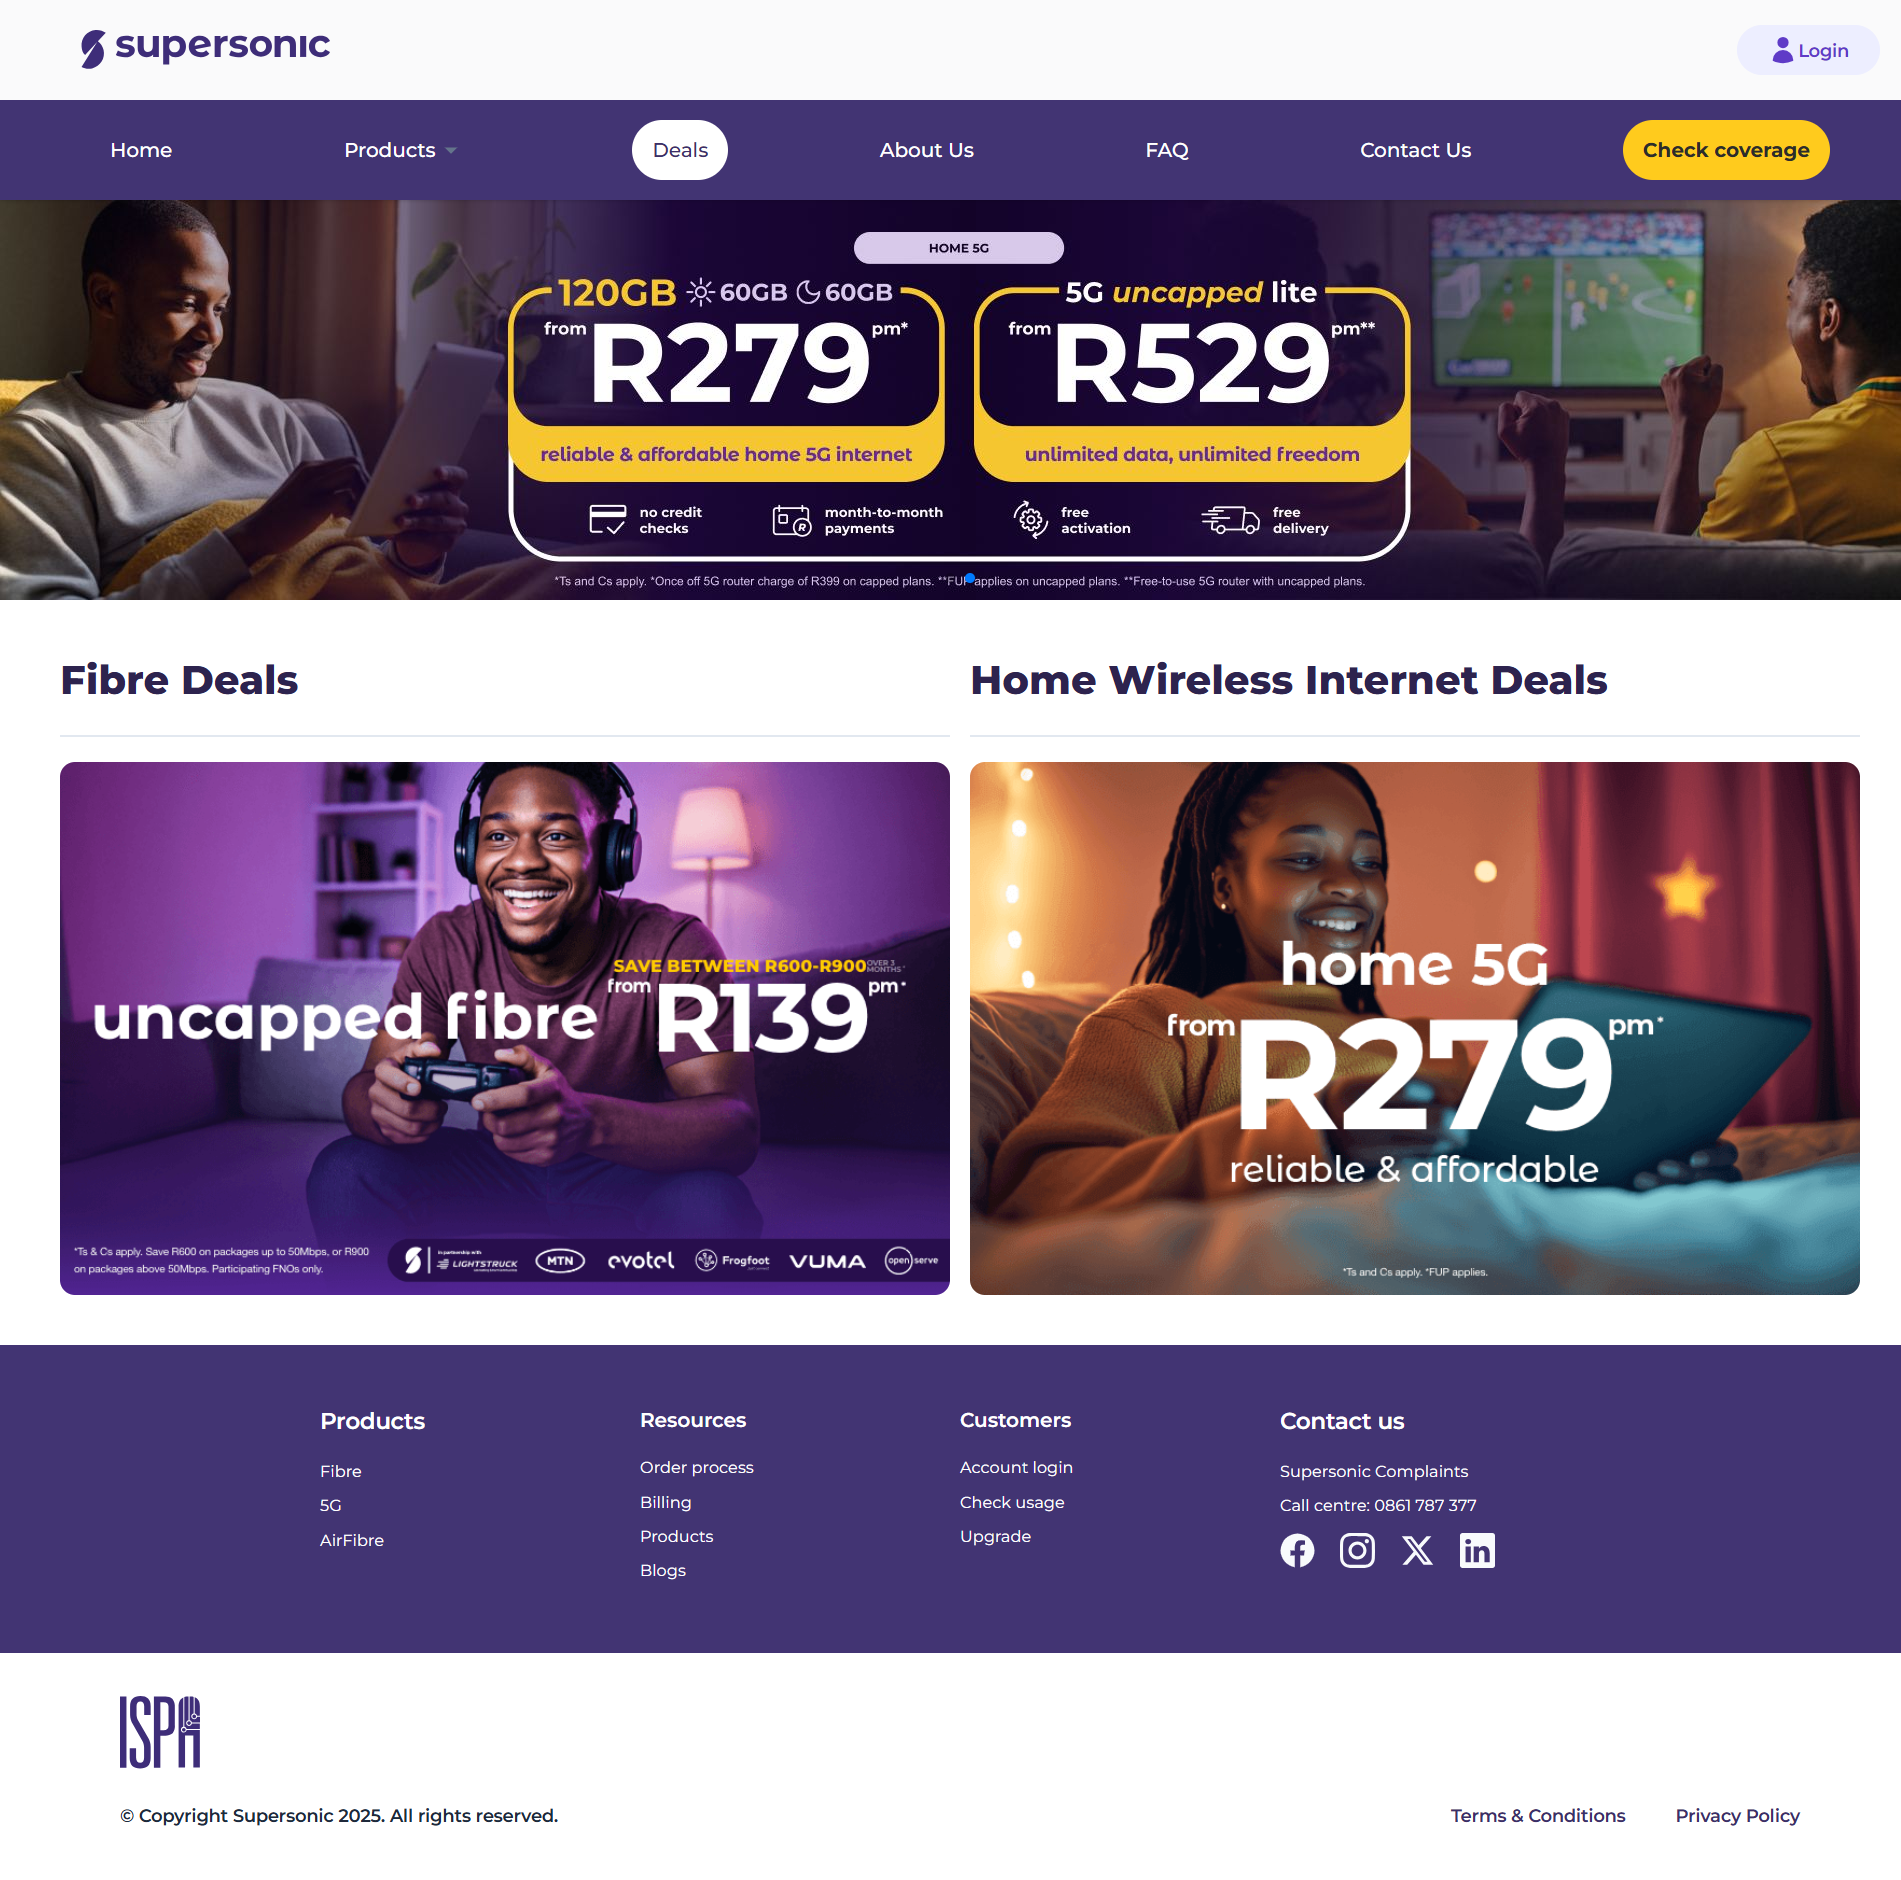 supersonic
Login
Home
Products
Deals
About Us
FAQ
Contact Us
Check coverage
HOME 5G
120GB 60GB 60GB
from R279 pm*
reliable & affordable home 5G internet
5G uncapped lite
from R529 pm**
unlimited data, unlimited freedom
no credit
checks
month-to-month
payments
free
activation
free
delivery
*Ts and Cs apply. *Once off 5G router charge of R399 on capped plans. **FUP applies on uncapped plans. **Free-to-use 5G router with uncapped plans.
Fibre Deals
SAVE BETWEEN R600-R900 OVER 3
MONTHS*
uncapped fibre from R139 pm*
*Ts & Cs apply. Save R600 on packages up to 50Mbps, or R900
on packages above 50Mbps. Participating FNOs only.
in partnership with
LIGHTSTRUCK
MTN
evotel
Frogfoot
VUMA
openserve
Home Wireless Internet Deals
home 5G
from R279 pm*
reliable & affordable
*Ts and Cs apply. *FUP applies.
Products
Fibre
5G
AirFibre
Resources
Order process
Billing
Products
Blogs
Customers
Account login
Check usage
Upgrade
Contact us
Supersonic Complaints
Call centre: 0861 787 377
ISPA
© Copyright Supersonic 2025. All rights reserved.
Terms & Conditions
Privacy Policy